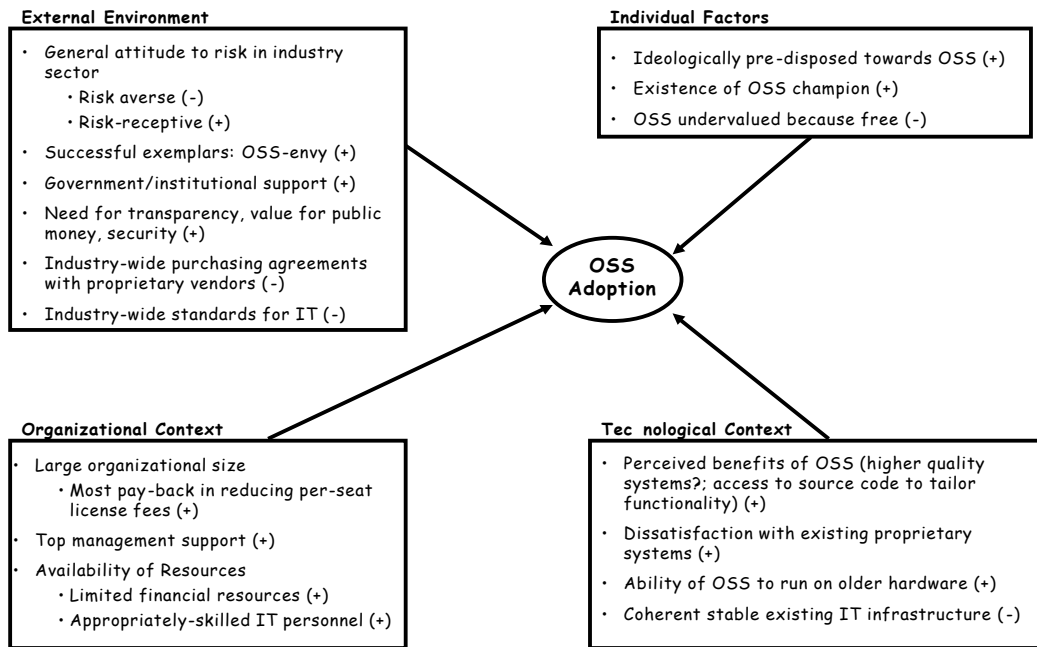 External Environment
• General attitude to risk in industry
sector
• Risk averse (-)
• Risk-receptive (+)
• Successful exemplars: OSS-envy (+)
• Government/institutional support (+)
• Need for transparency, value for public
money, security (+)
• Industry-wide purchasing agreements
with proprietary vendors (-)
• Industry-wide standards for IT (-)
Individual Factors
• Ideologically pre-disposed towards OSS (+)
• Existence of OSS champion (+)
• OSS undervalued because free (-)
OSS
Adoption
Organizational Context
• Large organizational size
• Most pay-back in reducing per-seat
license fees (+)
• Top management support (+)
• Availability of Resources
• Limited financial resources (+)
• Appropriately-skilled IT personnel (+)
Tec nological Context
• Perceived benefits of OSS (higher quality
systems?; access to source code to tailor
functionality) (+)
• Dissatisfaction with existing proprietary
systems (+)
• Ability of OSS to run on older hardware (+)
• Coherent stable existing IT infrastructure (-)